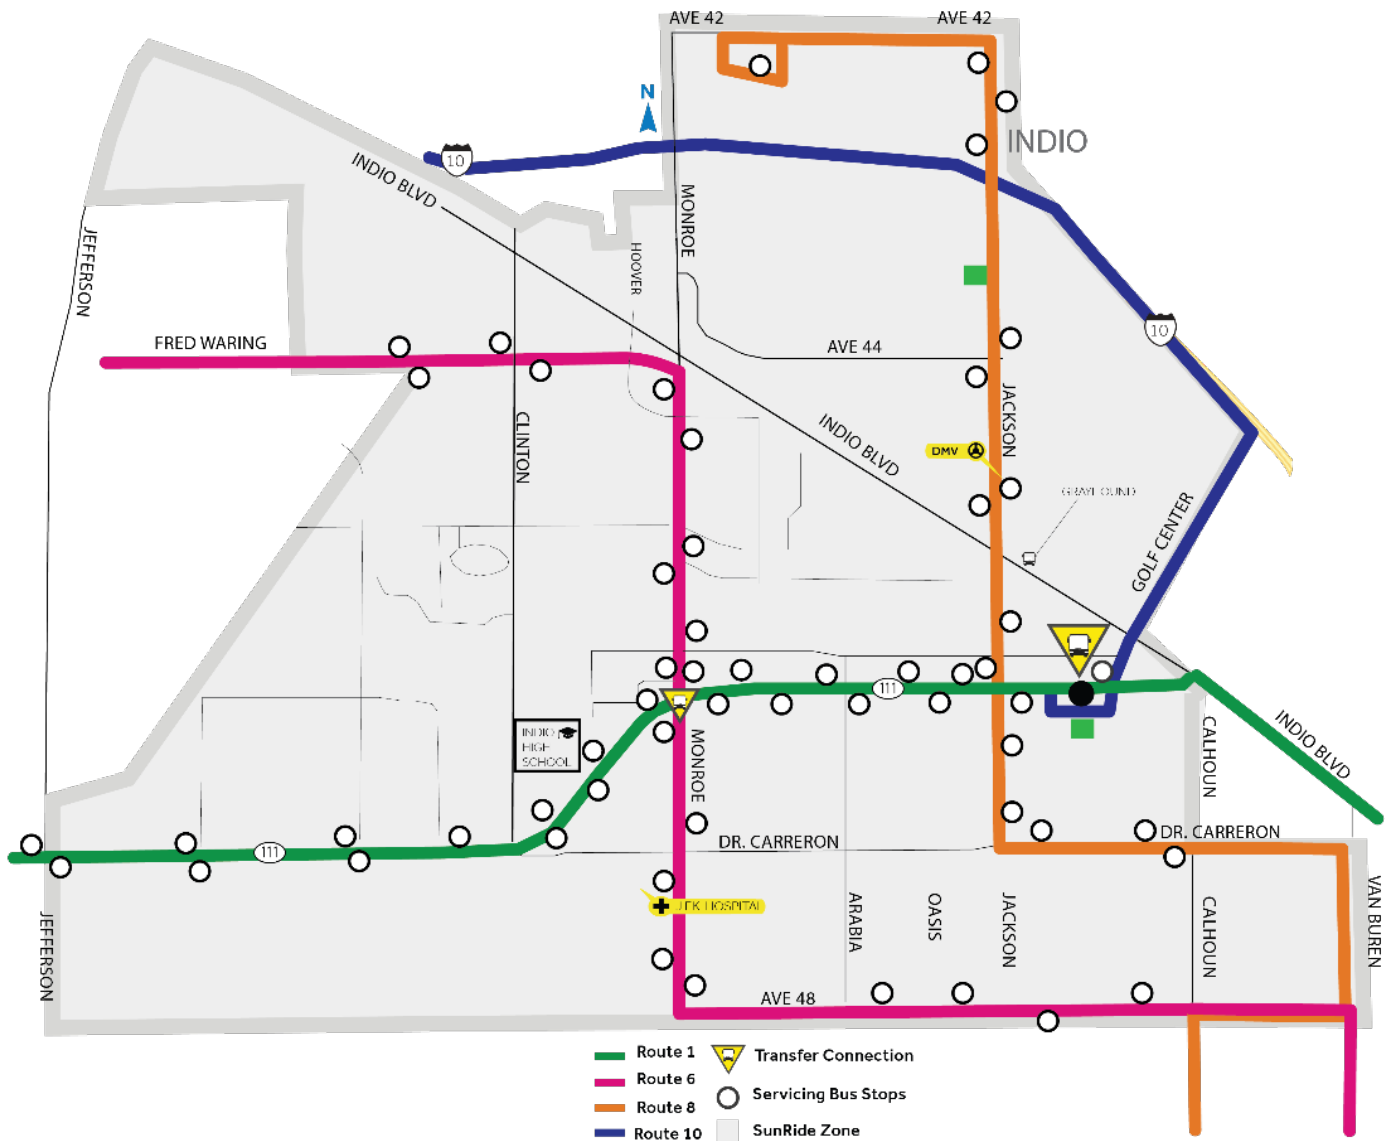 AVE 42
AVE 42
N
INDIO
10
INDIO BLVD
MONROE
JEFFERSON
HOOVER
10
FRED WARING
AVE 44
JACKSON
CLINTON
INDIO BLVD
DMV
GRAYHOUND
GOLF CENTER
111
INDIO
HIGH
SCHOOL
MONROE
CALHOUN
INDIO BLVD
111
DR. CARRERON
DR. CARRERON
JFK HOSPITAL
JEFFERSON
ARABIA
OASIS
JACKSON
CALHOUN
VAN BUREN
AVE 48
Route 1
Transfer Connection
Route 6
Servicing Bus Stops
Route 8
Route 10
SunRide Zone